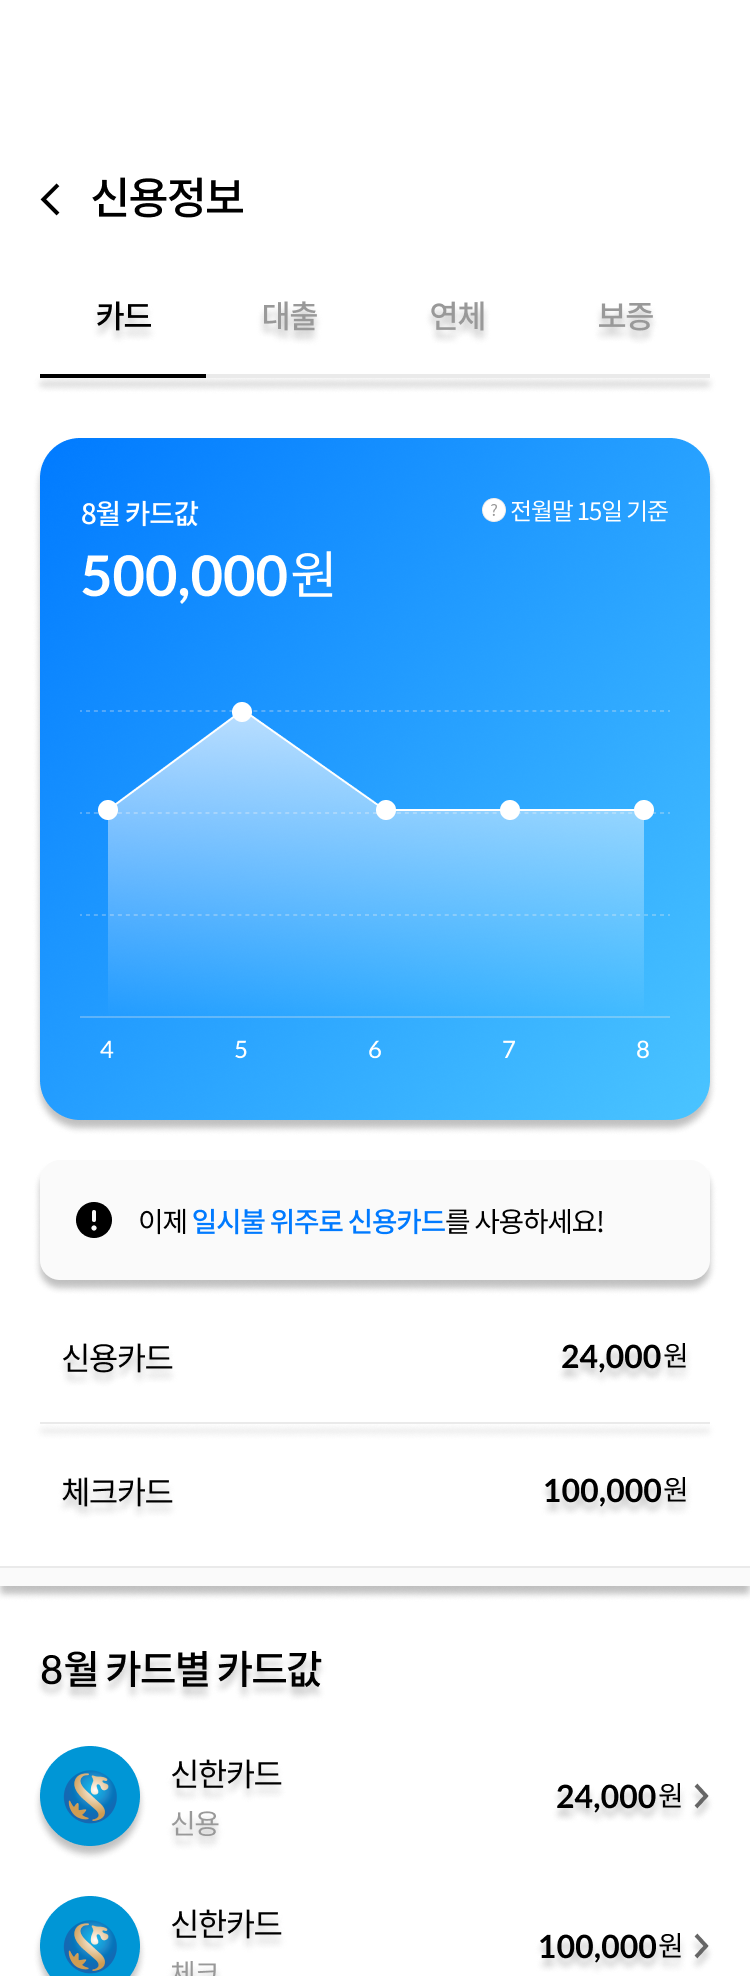 신용정보
카드 대출 연체 보증
8월 카드값 ? 전월말 15일 기준
500,000원
4 5 6 7 8
! 이제 일시불 위주로 신용카드를 사용하세요!
신용카드 24,000원
체크카드 100,000원
8월 카드별 카드값
신한카드
신용
24,000원
신한카드
체크
100,000원